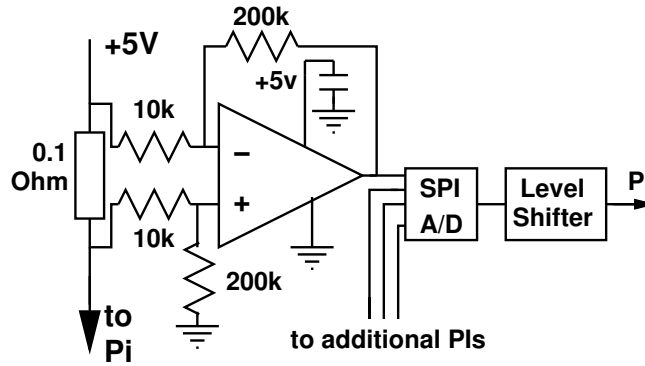 200k
+5V
+5v
10k
0.1
Ohm
−
+
SPI
A/D
Level
Shifter
P
10k
200k
to
Pi
to additional PIs